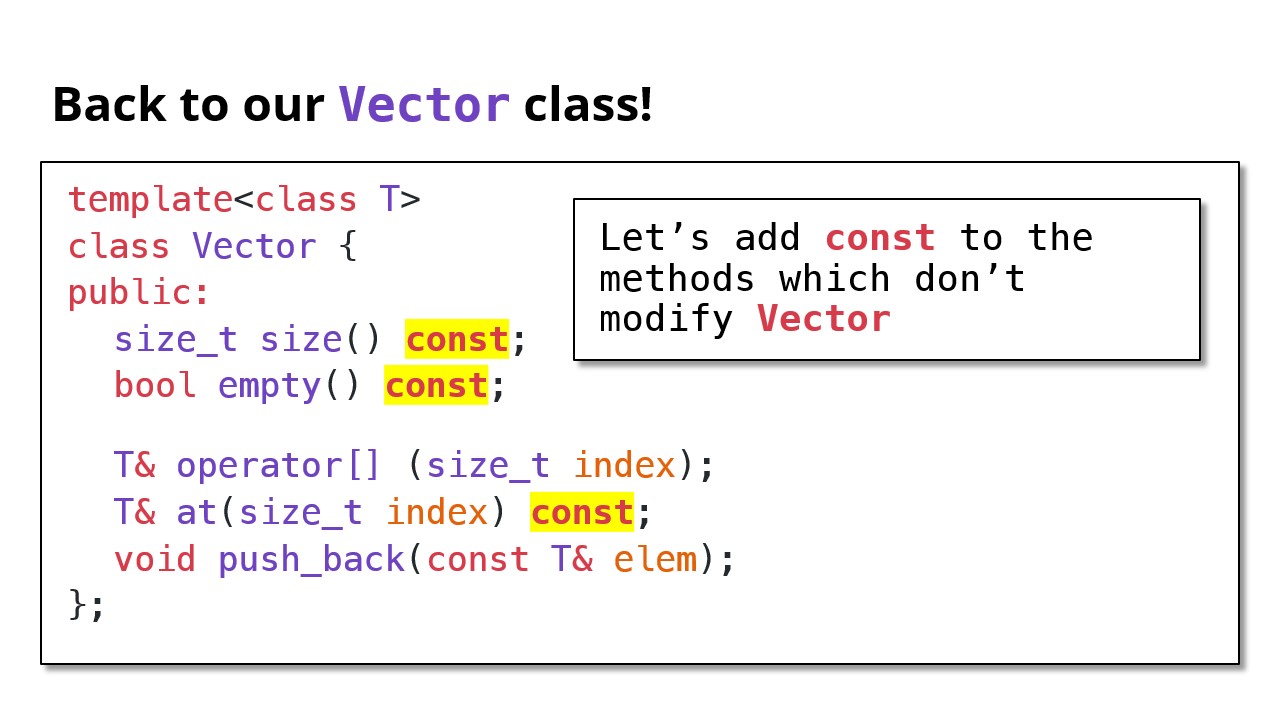 Back to our Vector class!
template<class T>
class Vector {
public:
size_t size() const;
bool empty() const;
T& operator[] (size_t index);
T& at(size_t index) const;
void push_back(const T& elem);
};
Let’s add const to the
methods which don’t
modify Vector